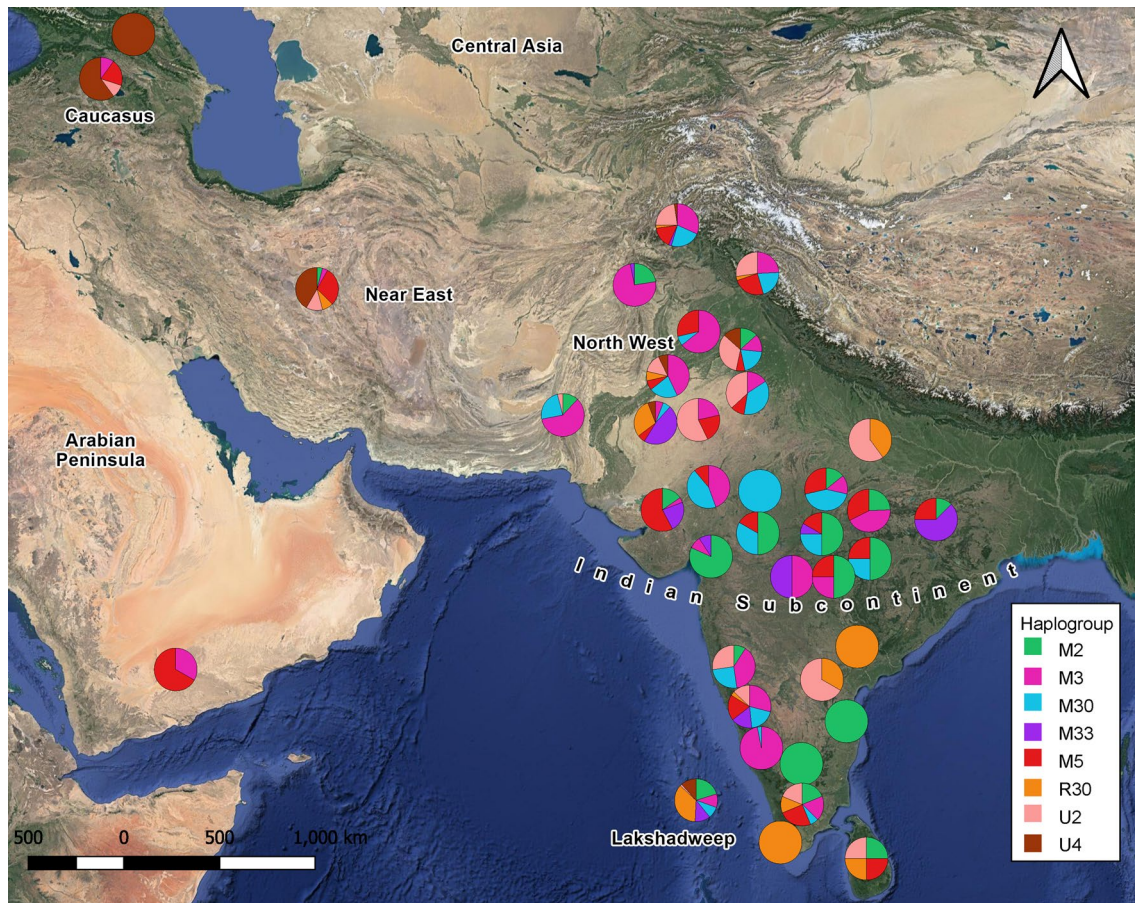 Central Asia
Caucasus
Near East
North West
Arabian
Peninsula
Indian Subcontinent
Haplogroup
M2
M3
M30
M33
M5
R30
U2
U4
Lakshadweep
500 0 500 1,000 km